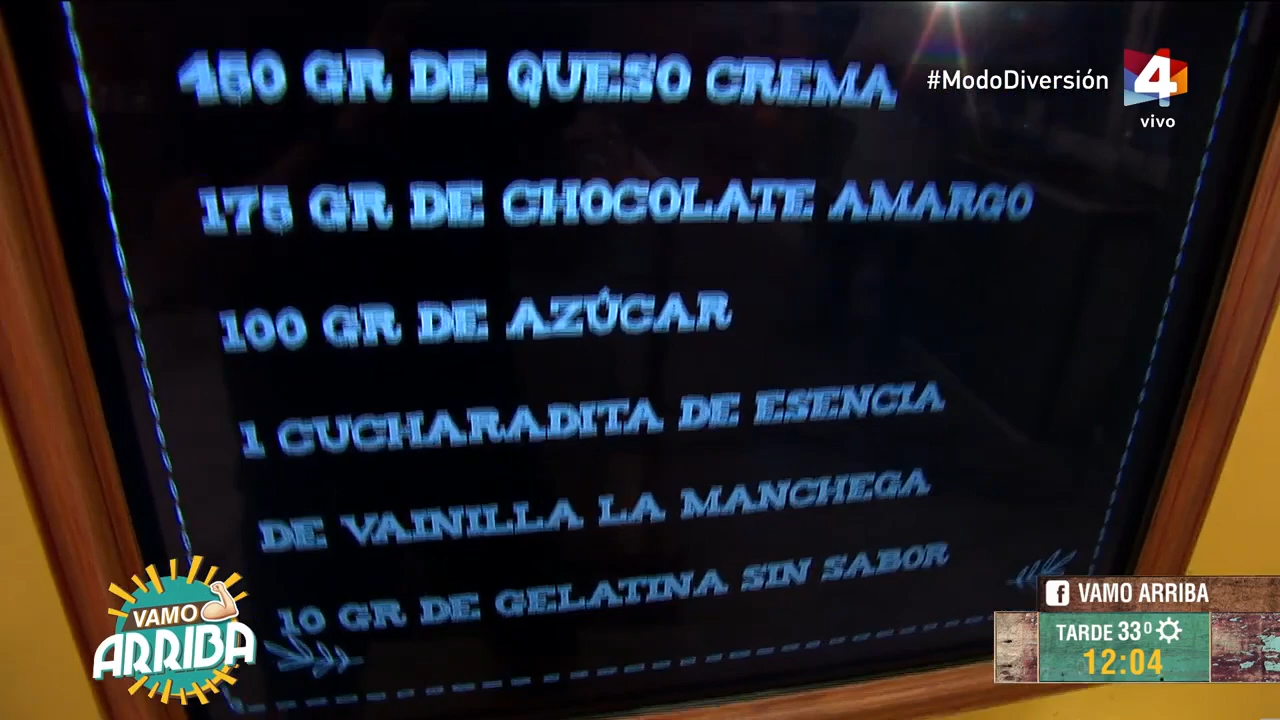 450 GR DE QUESO CREMA
175 GR DE CHOCOLATE AMARGO
100 GR DE AZÚCAR
1 CUCHARADITA DE ESENCIA
DE VAINILLA LA MANCHEGA
10 GR DE GELATINA SIN SABOR
#ModoDiversión
4
vivo
VAMO
ARRIBA
f VAMO ARRIBA
TARDE 33º
12:04